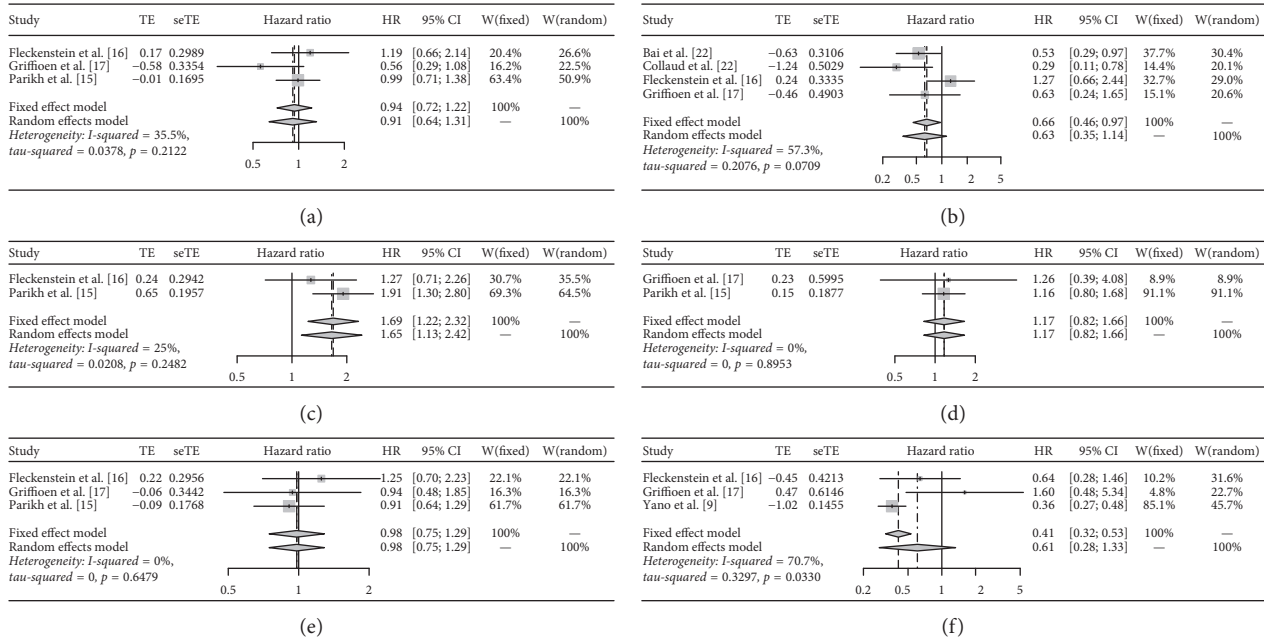 Study TE seTE Hazard ratio HR 95% CI W(fixed) W(random)
Fleckenstein et al. [16] 0.17 0.2989 1.19 [0.66; 2.14] 20.4% 26.6%
Griffioen et al. [17] −0.58 0.3354 0.56 [0.29; 1.08] 16.2% 22.5%
Parikh et al. [15] −0.01 0.1695 0.99 [0.71; 1.38] 63.4% 50.9%
Fixed effect model 0.94 [0.72; 1.22] 100% —
Random effects model 0.91 [0.64; 1.31] — 100%
Heterogeneity: I-squared = 35.5%,
tau-squared = 0.0378, p = 0.2122
0.5 1 2
(a)
Study TE seTE Hazard ratio HR 95% CI W(fixed) W(random)
Bai et al. [22] −0.63 0.3106 0.53 [0.29; 0.97] 37.7% 30.4%
Collaud et al. [22] −1.24 0.5029 0.29 [0.11; 0.78] 14.4% 20.1%
Fleckenstein et al. [16] 0.24 0.3335 1.27 [0.66; 2.44] 32.7% 29.0%
Griffioen et al. [17] −0.46 0.4903 0.63 [0.24; 1.65] 15.1% 20.6%
Fixed effect model 0.66 [0.46; 0.97] 100% —
Random effects model 0.63 [0.35; 1.14] — 100%
Heterogeneity: I-squared = 57.3%,
tau-squared = 0.2076, p = 0.0709
0.2 0.5 1 2 5
(b)
Study TE seTE Hazard ratio HR 95% CI W(fixed) W(random)
Fleckenstein et al. [16] 0.24 0.2942 1.27 [0.71; 2.26] 30.7% 35.5%
Parikh et al. [15] 0.65 0.1957 1.91 [1.30; 2.80] 69.3% 64.5%
Fixed effect model 1.69 [1.22; 2.32] 100% —
Random effects model 1.65 [1.13; 2.42] — 100%
Heterogeneity: I-squared = 25%,
tau-squared = 0.0208, p = 0.2482
0.5 1 2
(c)
Study TE seTE Hazard ratio HR 95% CI W(fixed) W(random)
Griffioen et al. [17] 0.23 0.5995 1.26 [0.39; 4.08] 8.9% 8.9%
Parikh et al. [15] 0.15 0.1877 1.16 [0.80; 1.68] 91.1% 91.1%
Fixed effect model 1.17 [0.82; 1.66] 100% —
Random effects model 1.17 [0.82; 1.66] — 100%
Heterogeneity: I-squared = 0%,
tau-squared = 0, p = 0.8953
0.5 1 2
(d)
Study TE seTE Hazard ratio HR 95% CI W(fixed) W(random)
Fleckenstein et al. [16] 0.22 0.2956 1.25 [0.70; 2.23] 22.1% 22.1%
Griffioen et al. [17] −0.06 0.3442 0.94 [0.48; 1.85] 16.3% 16.3%
Parikh et al. [15] −0.09 0.1768 0.91 [0.64; 1.29] 61.7% 61.7%
Fixed effect model 0.98 [0.75; 1.29] 100% —
Random effects model 0.98 [0.75; 1.29] — 100%
Heterogeneity: I-squared = 0%,
tau-squared = 0, p = 0.6479
0.5 1 2
(e)
Study TE seTE Hazard ratio HR 95% CI W(fixed) W(random)
Fleckenstein et al. [16] −0.45 0.4213 0.64 [0.28; 1.46] 10.2% 31.6%
Griffioen et al. [17] 0.47 0.6146 1.60 [0.48; 5.34] 4.8% 22.7%
Yano et al. [9] −1.02 0.1455 0.36 [0.27; 0.48] 85.1% 45.7%
Fixed effect model 0.41 [0.32; 0.53] 100% —
Random effects model 0.61 [0.28; 1.33] — 100%
Heterogeneity: I-squared = 70.7%,
tau-squared = 0.3297, p = 0.0330
0.2 0.5 1 2 5
(f)